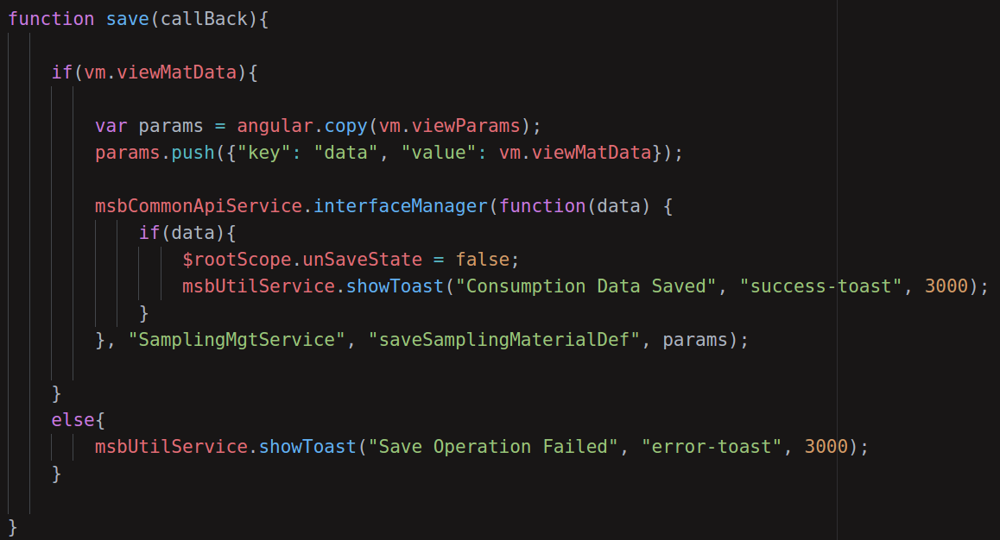 function save(callBack){
if(vm.viewMatData){
var params = angular.copy(vm.viewParams);
params.push({"key": "data", "value": vm.viewMatData});
msbCommonApiService.interfaceManager(function(data) {
if(data){
$rootScope.unSaveState = false;
msbUtilService.showToast("Consumption Data Saved", "success-toast", 3000);
}
}, "SamplingMgtService", "saveSamplingMaterialDef", params);
}
else{
msbUtilService.showToast("Save Operation Failed", "error-toast", 3000);
}
}